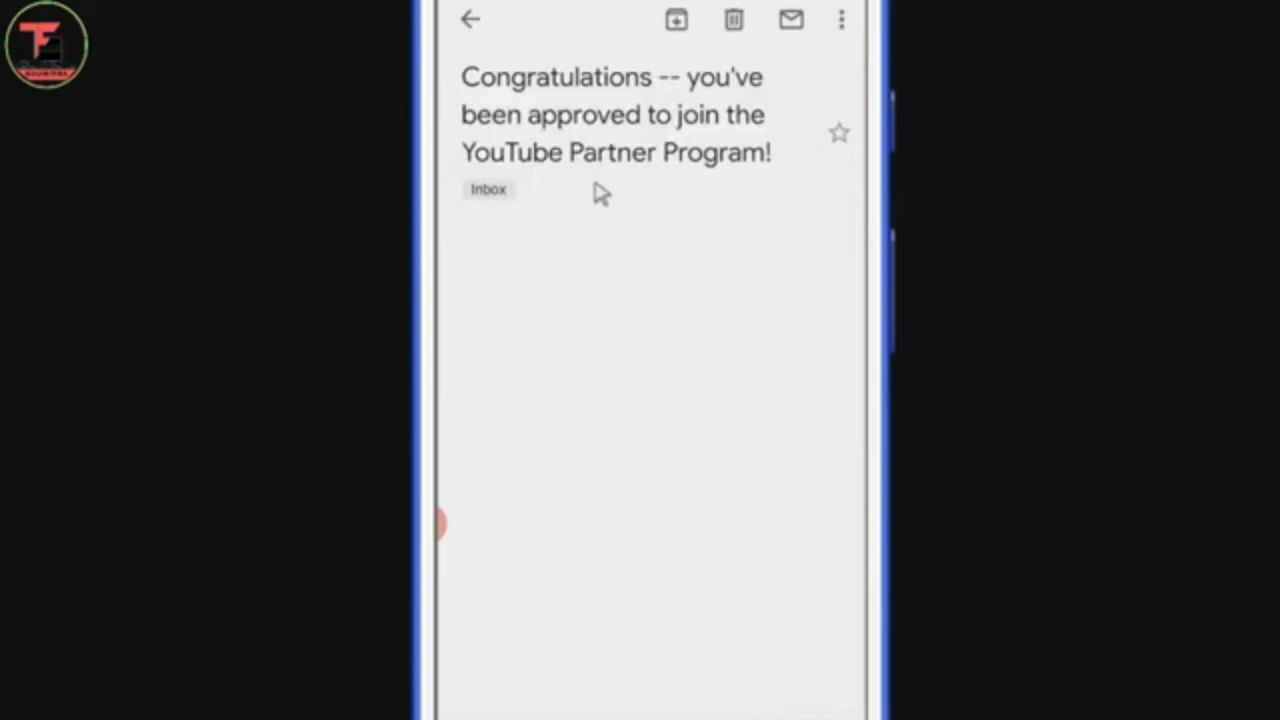 Congratulations -- you've
been approved to join the
YouTube Partner Program!
Inbox